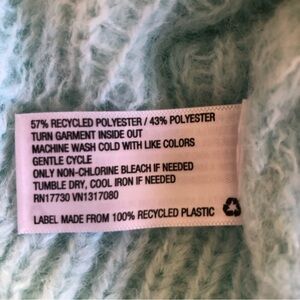 57% RECYCLED POLYESTER / 43% POLYESTER
TURN GARMENT INSIDE OUT
MACHINE WASH COLD WITH LIKE COLORS
GENTLE CYCLE
ONLY NON-CHLORINE BLEACH IF NEEDED
TUMBLE DRY, COOL IRON IF NEEDED
RN17730 VN1317080
LABEL MADE FROM 100% RECYCLED PLASTIC